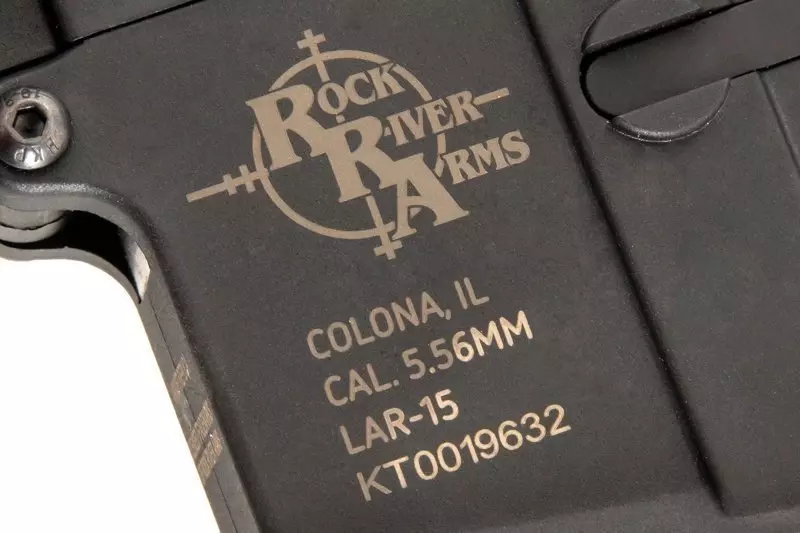 ROCK
RIVER
ARMS
COLONA, IL
CAL. 5.56MM
LAR-15
KT0019632